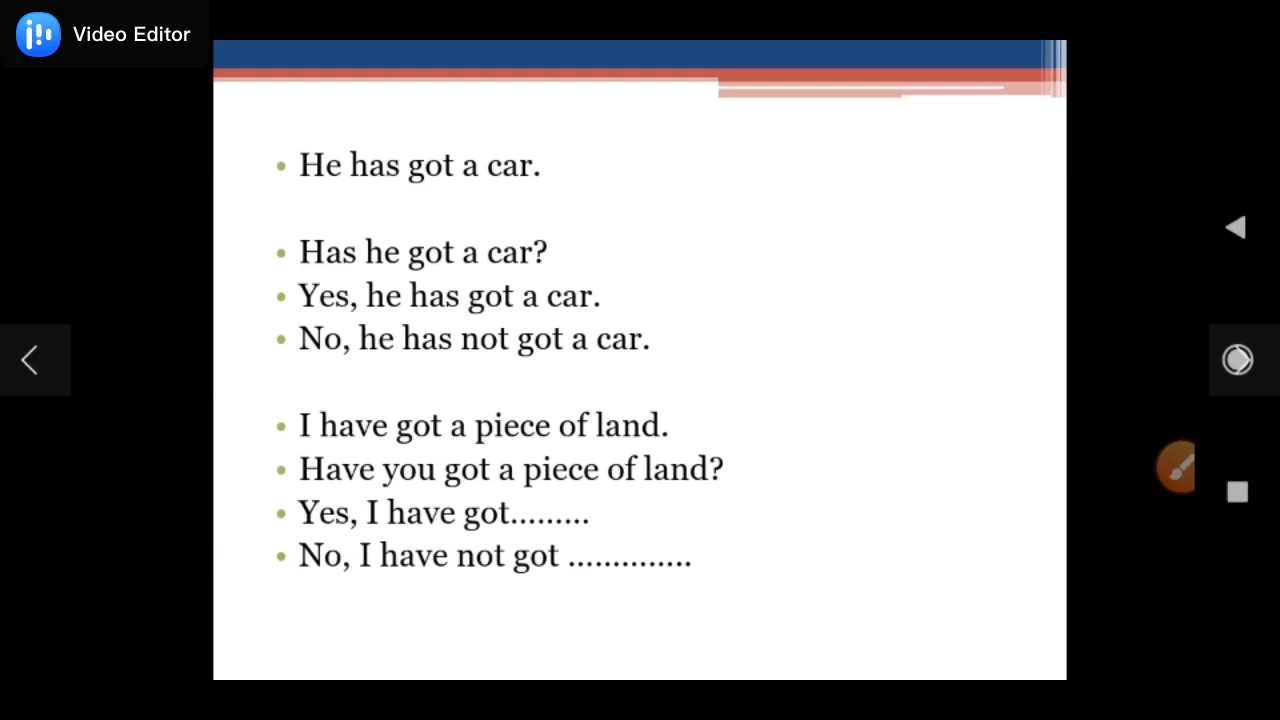 Video Editor
• He has got a car.
• Has he got a car?
• Yes, he has got a car.
• No, he has not got a car.
• I have got a piece of land.
• Have you got a piece of land?
• Yes, I have got.........
• No, I have not got ..............